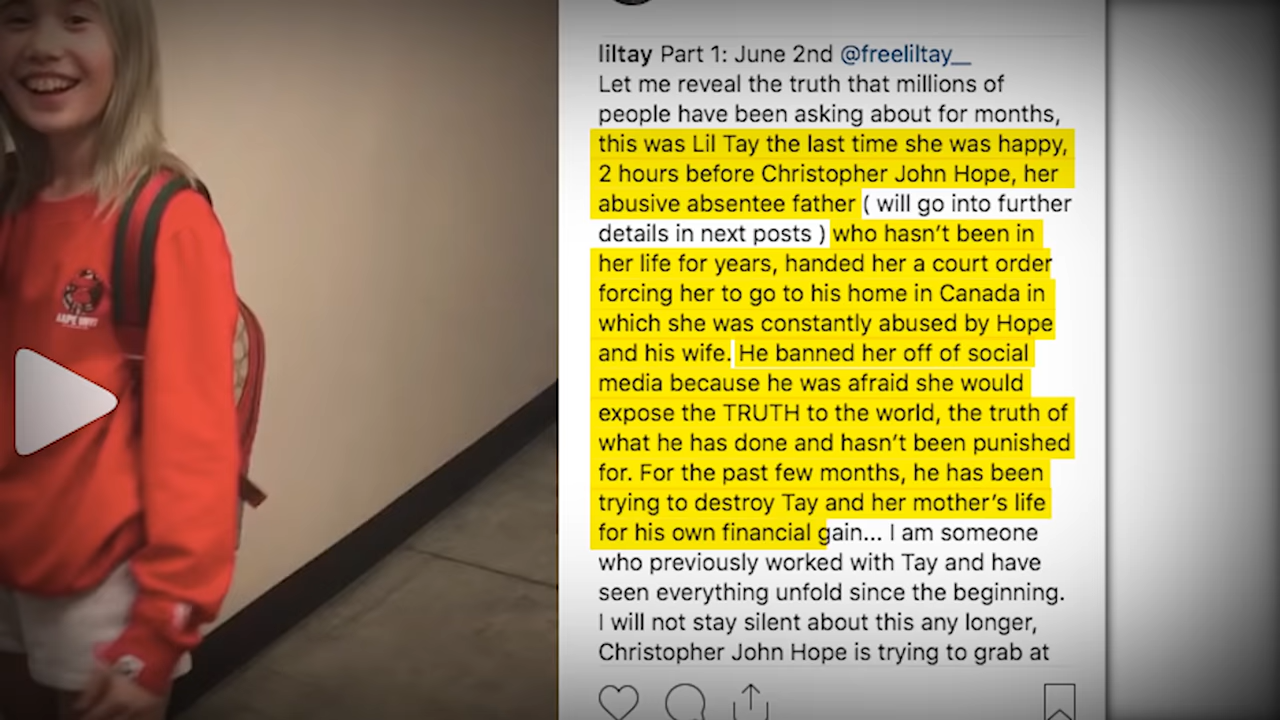 liltay Part 1: June 2nd @freeliltay__
Let me reveal the truth that millions of
people have been asking about for months,
this was Lil Tay the last time she was happy,
2 hours before Christopher John Hope, her
abusive absentee father ( will go into further
details in next posts ) who hasn't been in
her life for years, handed her a court order
forcing her to go to his home in Canada in
which she was constantly abused by Hope
and his wife. He banned her off of social
media because he was afraid she would
expose the TRUTH to the world, the truth of
what he has done and hasn't been punished
for. For the past few months, he has been
trying to destroy Tay and her mother's life
for his own financial gain... I am someone
who previously worked with Tay and have
seen everything unfold since the beginning.
I will not stay silent about this any longer,
Christopher John Hope is trying to grab at